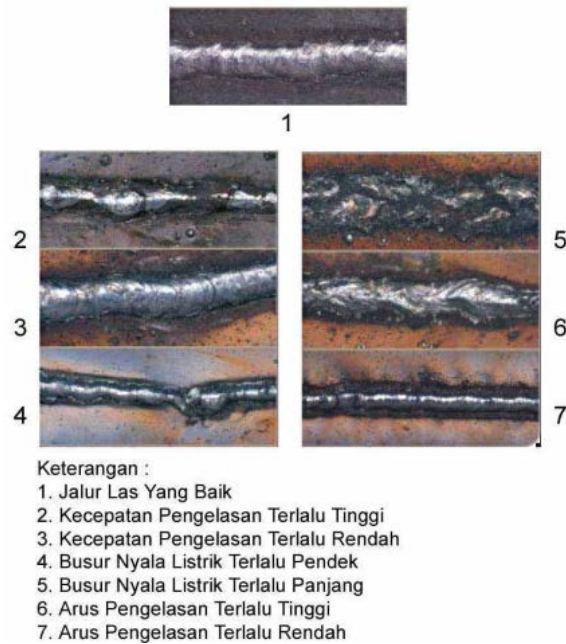 1
2
5
3
6
4
7
Keterangan :
1. Jalur Las Yang Baik
2. Kecepatan Pengelasan Terlalu Tinggi
3. Kecepatan Pengelasan Terlalu Rendah
4. Busur Nyala Listrik Terlalu Pendek
5. Busur Nyala Listrik Terlalu Panjang
6. Arus Pengelasan Terlalu Tinggi
7. Arus Pengelasan Terlalu Rendah